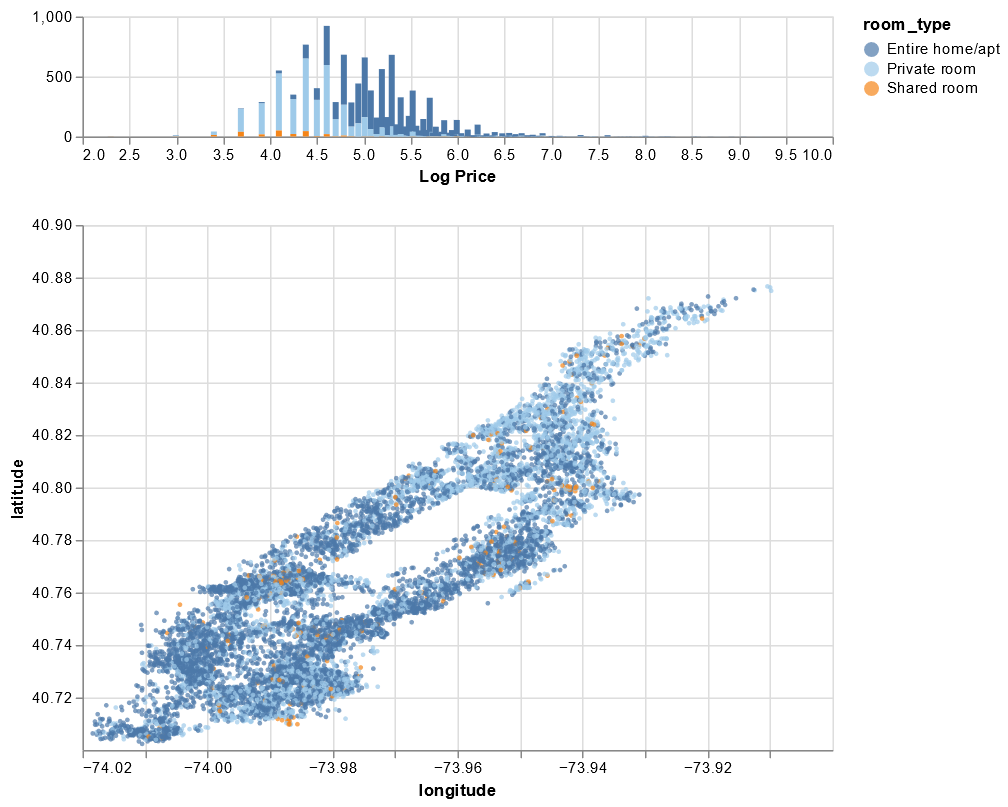 1,000
500
0
2.0 2.5 3.0 3.5 4.0 4.5 5.0 5.5 6.0 6.5 7.0 7.5 8.0 8.5 9.0 9.5 10.0
Log Price
room_type
Entire home/apt
Private room
Shared room
40.90
40.88
40.86
40.84
40.82
40.80
40.78
40.76
40.74
40.72
latitude
−74.02 −74.00 −73.98 −73.96 −73.94 −73.92
longitude